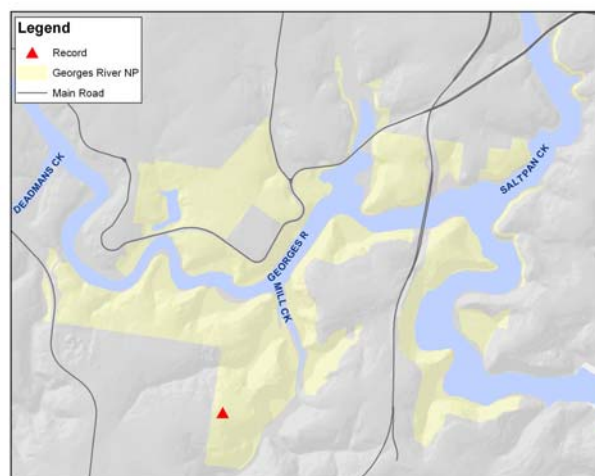 Legend
Record
Georges River NP
Main Road
DEADMANS CK
SALTPAN CK
GEORGES R
MILL CK